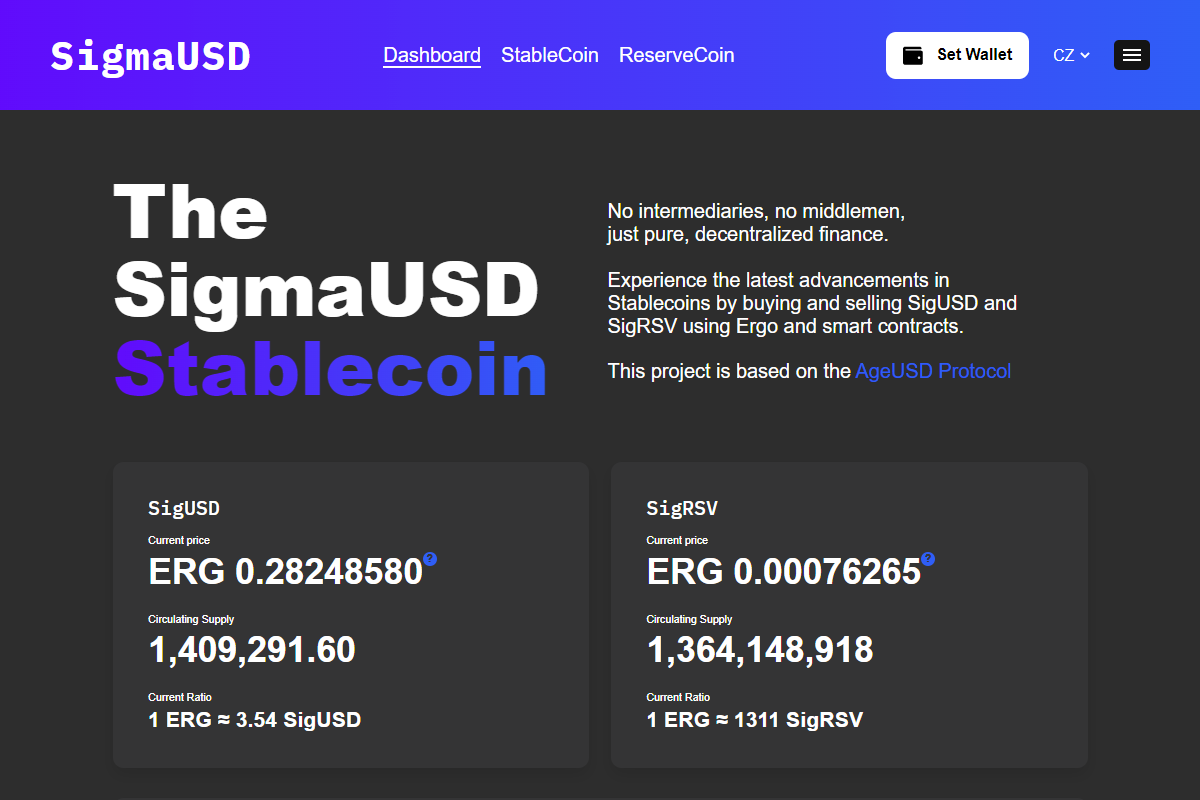 SigmaUSD
Dashboard StableCoin ReserveCoin
Set Wallet
CZ
The
SigmaUSD
Stablecoin
No intermediaries, no middlemen,
just pure, decentralized finance.
Experience the latest advancements in
Stablecoins by buying and selling SigUSD and
SigRSV using Ergo and smart contracts.
This project is based on the AgeUSD Protocol
SigUSD
Current price
ERG 0.28248580?
Circulating Supply
1,409,291.60
Current Ratio
1 ERG ≈ 3.54 SigUSD
SigRSV
Current price
ERG 0.00076265?
Circulating Supply
1,364,148,918
Current Ratio
1 ERG ≈ 1311 SigRSV